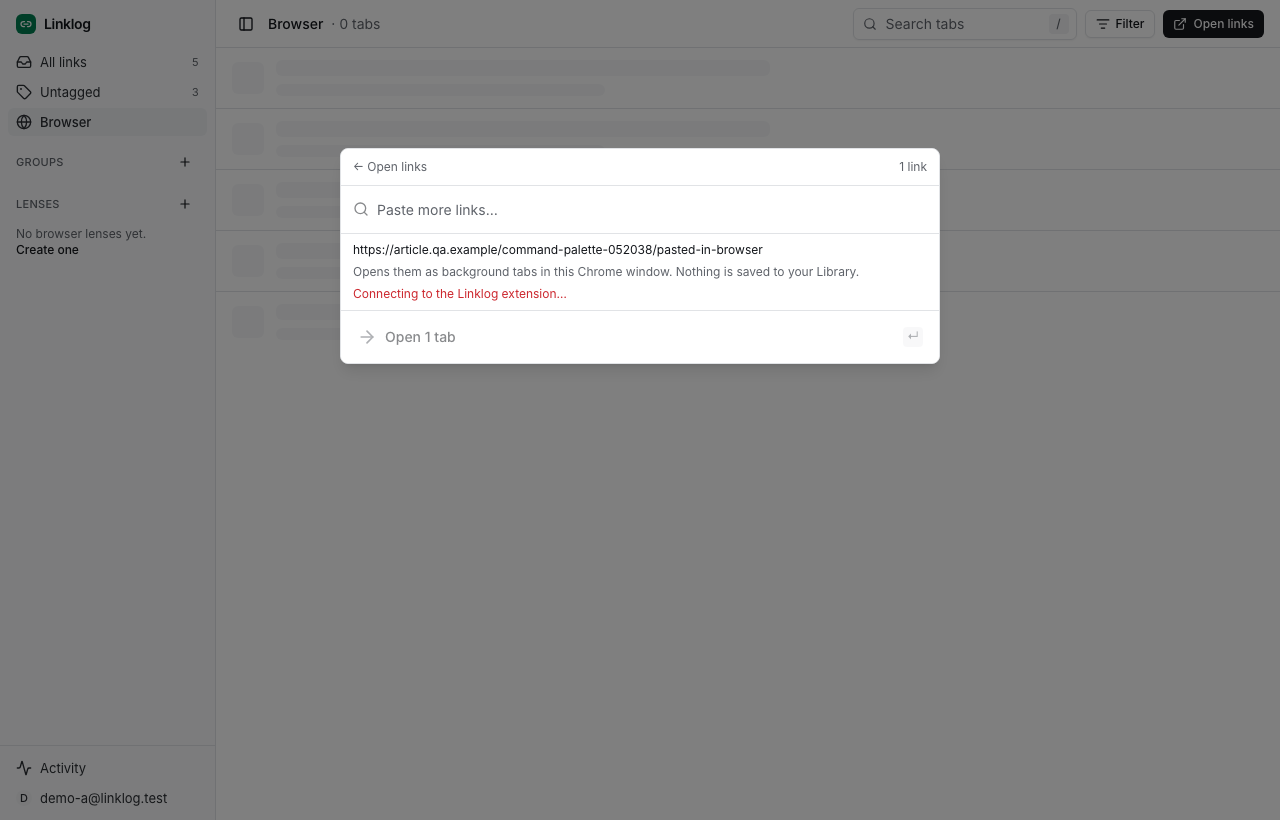 Linklog
All links 5
Untagged 3
Browser
GROUPS
LENSES
No browser lenses yet.
Create one
Activity
D demo-a@linklog.test
Browser · 0 tabs
Search tabs /
Filter
Open links
← Open links 1 link
Paste more links...
https://article.qa.example/command-palette-052038/pasted-in-browser
Opens them as background tabs in this Chrome window. Nothing is saved to your Library.
Connecting to the Linklog extension...
Open 1 tab